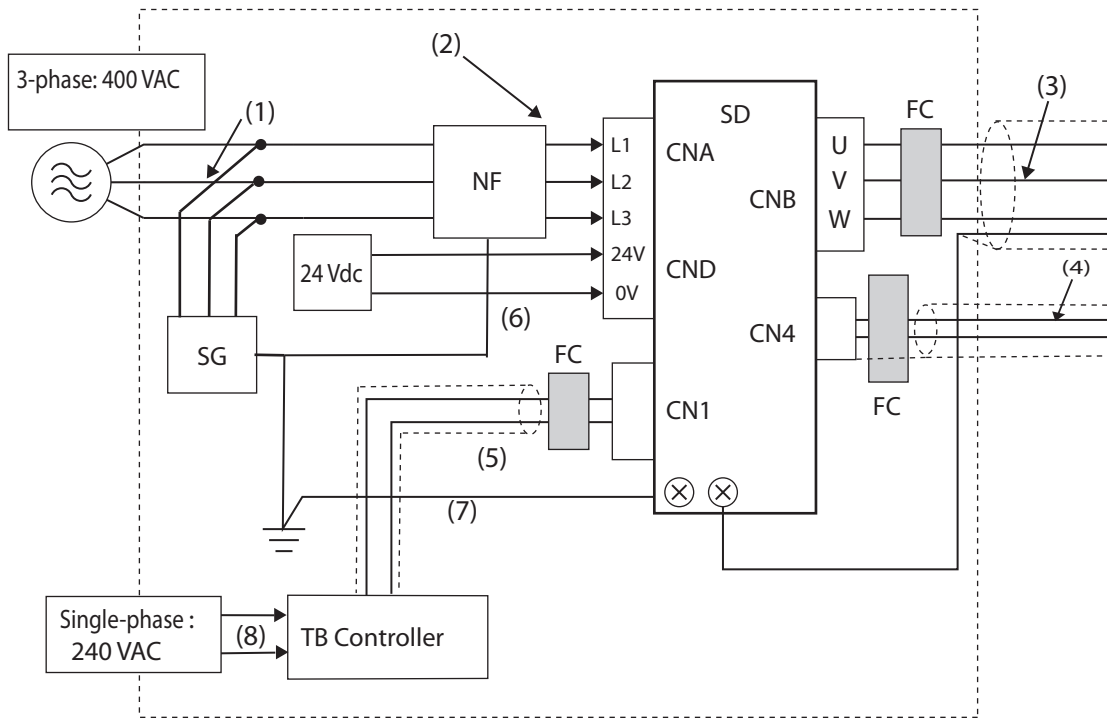 3-phase: 400 VAC
(1)
(2)
(3)
SD
FC
L1
CNA
U
NF
L2
V
CNB
L3
W
24V
CND
24 Vdc
0V
(4)
(6)
CN4
SG
FC
FC
CN1
(5)
(7)
Single-phase :
240 VAC
(8)
TB Controller